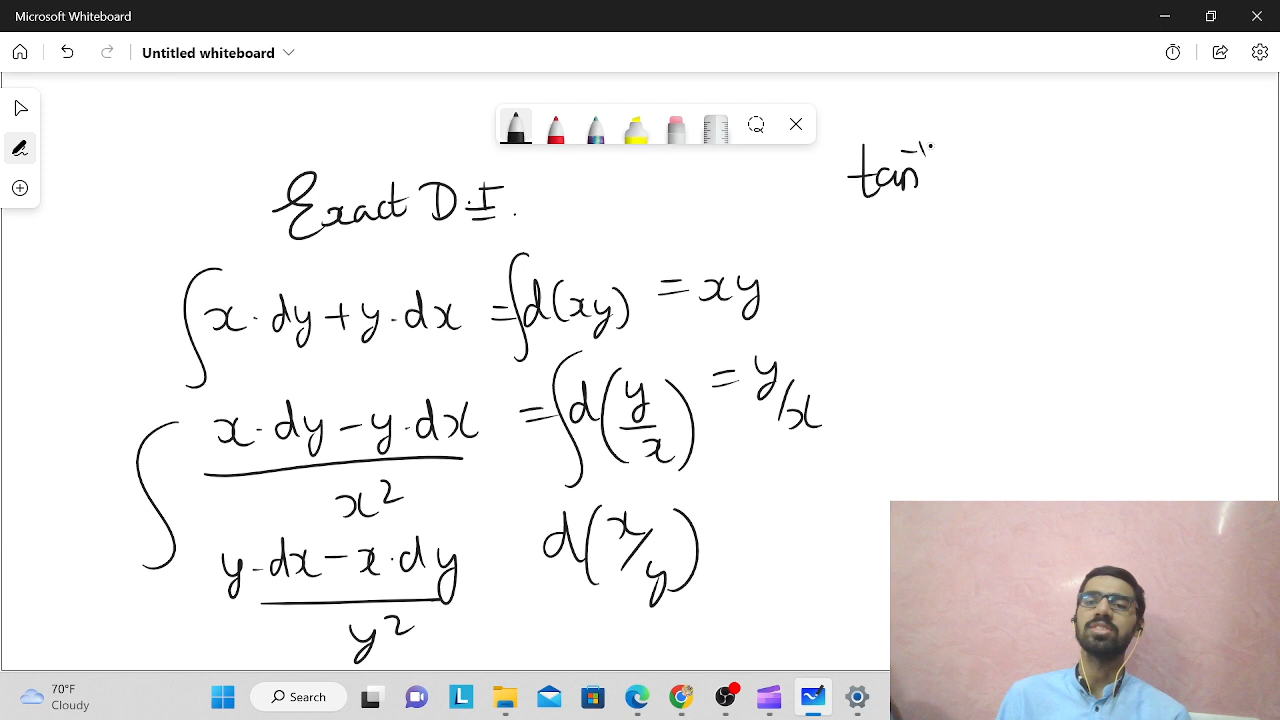 Microsoft Whiteboard
Untitled whiteboard
tan⁻¹
Exact D.I.
∫ x·dy + y·dx = ∫ d(xy) = xy
∫ (x·dy − y·dx)/x² = ∫ d(y/x) = y/x
(y·dx − x·dy)/y² d(x/y)
70°F
Cloudy
Search
L